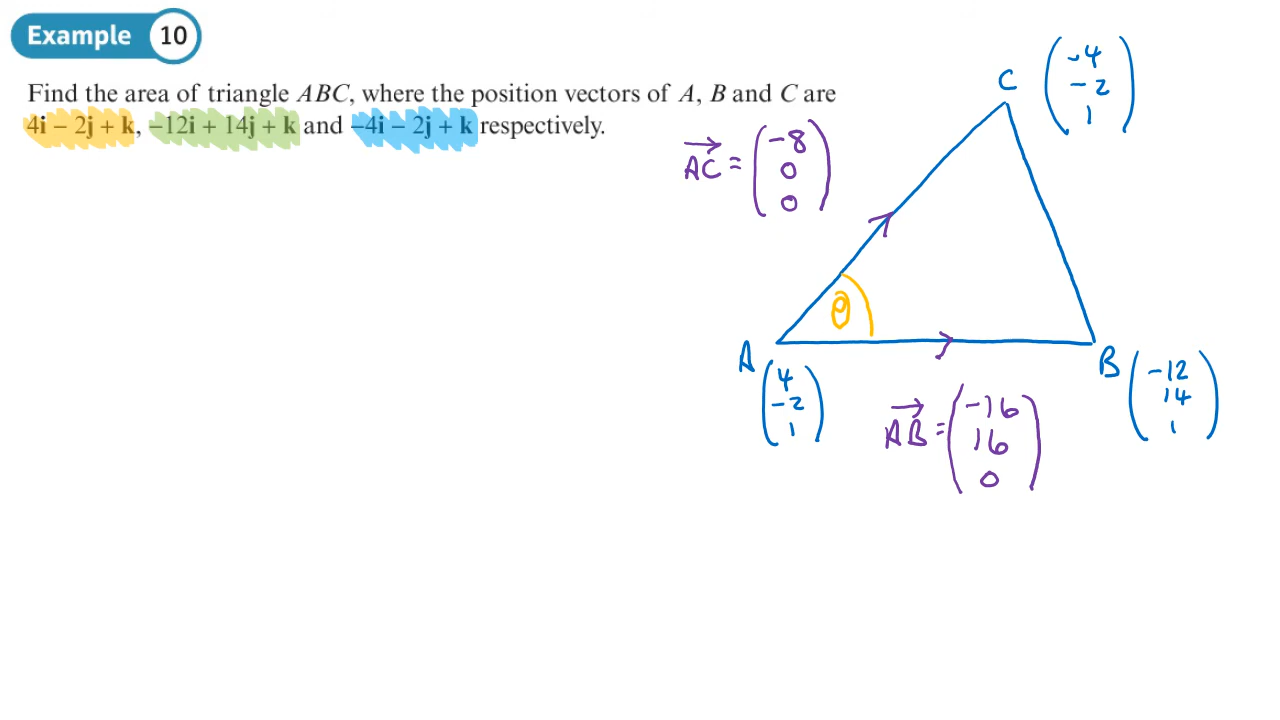 Example 10
Find the area of triangle ABC, where the position vectors of A, B and C are
4i − 2j + k, −12i + 14j + k and −4i − 2j + k respectively.
C
-4
-2
1
AC =
-8
0
0
θ
A
4
-2
1
B
-12
14
1
AB =
-16
16
0